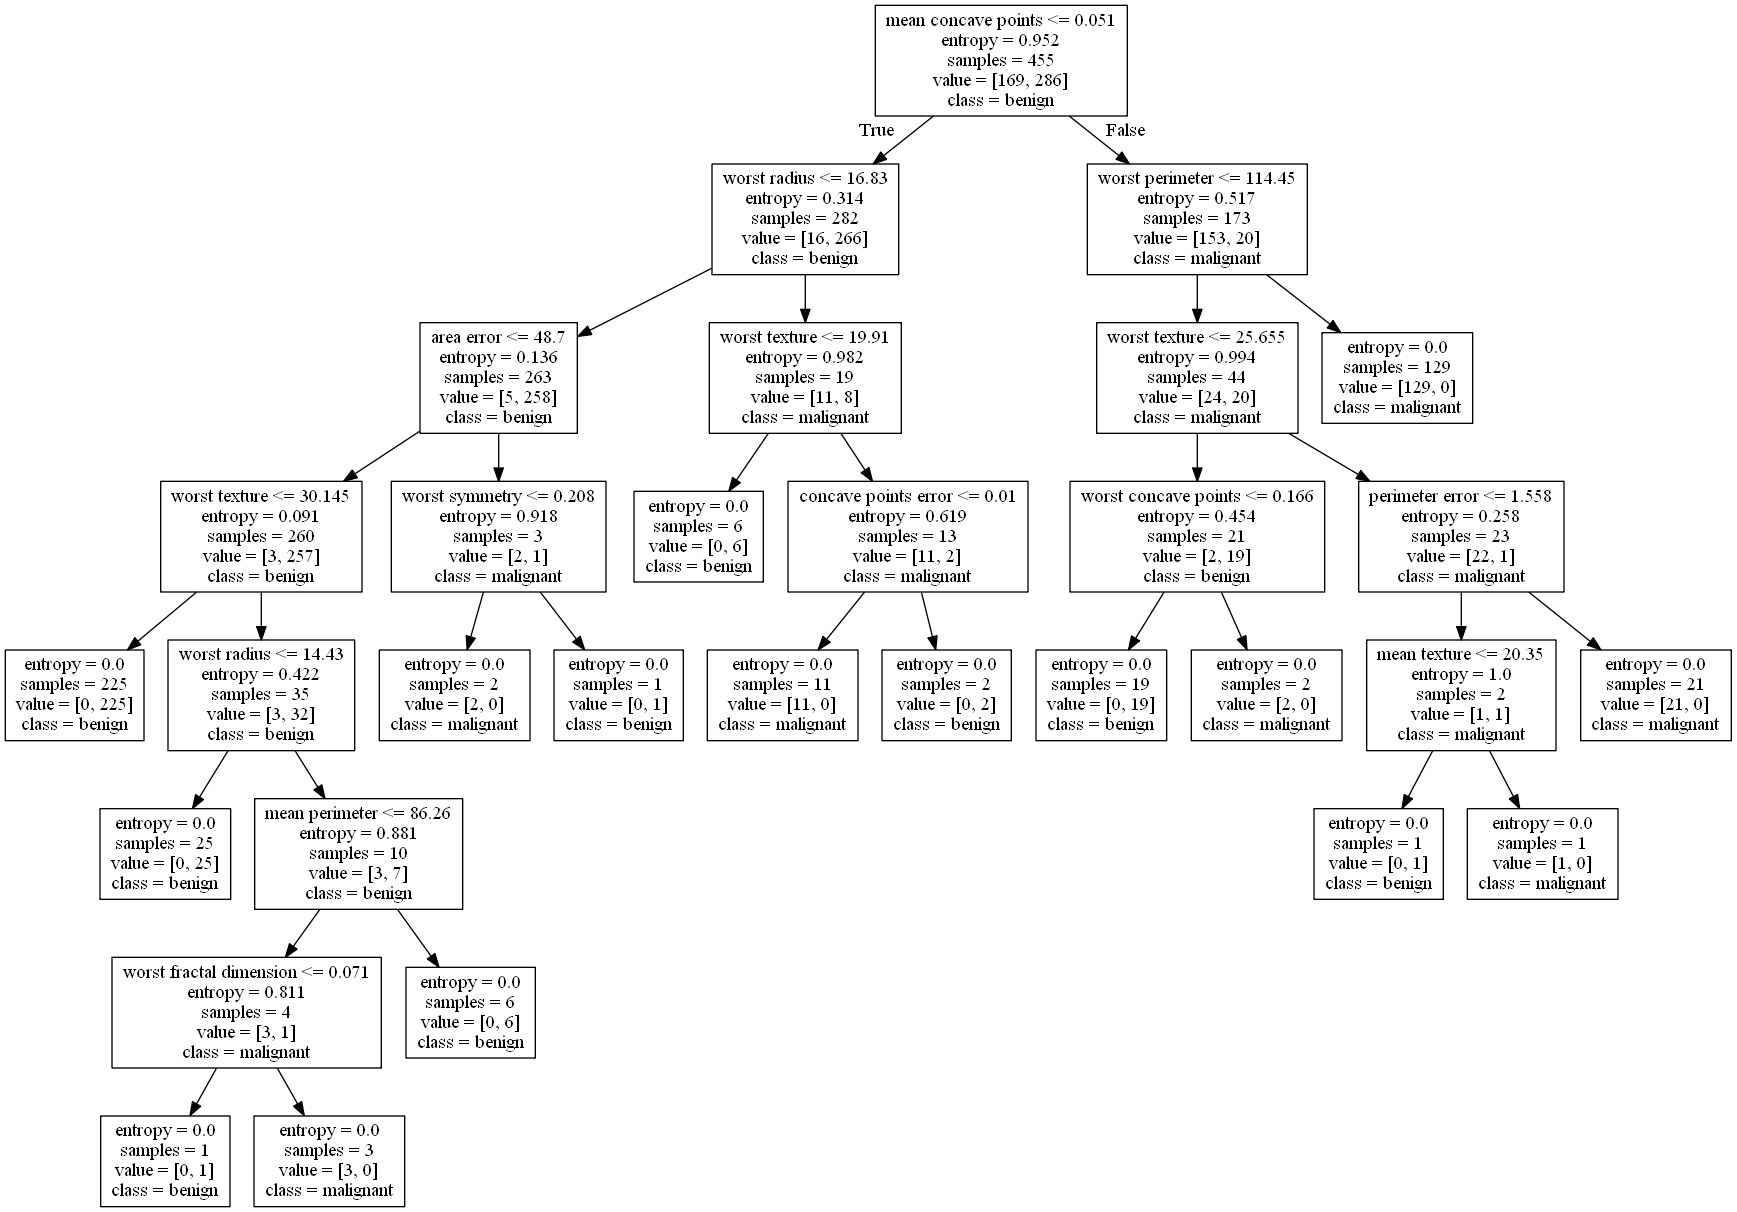 mean concave points <= 0.051
entropy = 0.952
samples = 455
value = [169, 286]
class = benign
True
False
worst radius <= 16.83
entropy = 0.314
samples = 282
value = [16, 266]
class = benign
worst perimeter <= 114.45
entropy = 0.517
samples = 173
value = [153, 20]
class = malignant
area error <= 48.7
entropy = 0.136
samples = 263
value = [5, 258]
class = benign
worst texture <= 19.91
entropy = 0.982
samples = 19
value = [11, 8]
class = malignant
worst texture <= 25.655
entropy = 0.994
samples = 44
value = [24, 20]
class = malignant
entropy = 0.0
samples = 129
value = [129, 0]
class = malignant
worst texture <= 30.145
entropy = 0.091
samples = 260
value = [3, 257]
class = benign
worst symmetry <= 0.208
entropy = 0.918
samples = 3
value = [2, 1]
class = malignant
entropy = 0.0
samples = 6
value = [0, 6]
class = benign
concave points error <= 0.01
entropy = 0.619
samples = 13
value = [11, 2]
class = malignant
worst concave points <= 0.166
entropy = 0.454
samples = 21
value = [2, 19]
class = benign
perimeter error <= 1.558
entropy = 0.258
samples = 23
value = [22, 1]
class = malignant
entropy = 0.0
samples = 225
value = [0, 225]
class = benign
worst radius <= 14.43
entropy = 0.422
samples = 35
value = [3, 32]
class = benign
entropy = 0.0
samples = 2
value = [2, 0]
class = malignant
entropy = 0.0
samples = 1
value = [0, 1]
class = benign
entropy = 0.0
samples = 11
value = [11, 0]
class = malignant
entropy = 0.0
samples = 2
value = [0, 2]
class = benign
entropy = 0.0
samples = 19
value = [0, 19]
class = benign
entropy = 0.0
samples = 2
value = [2, 0]
class = malignant
mean texture <= 20.35
entropy = 1.0
samples = 2
value = [1, 1]
class = malignant
entropy = 0.0
samples = 21
value = [21, 0]
class = malignant
entropy = 0.0
samples = 25
value = [0, 25]
class = benign
mean perimeter <= 86.26
entropy = 0.881
samples = 10
value = [3, 7]
class = benign
entropy = 0.0
samples = 1
value = [0, 1]
class = benign
entropy = 0.0
samples = 1
value = [1, 0]
class = malignant
worst fractal dimension <= 0.071
entropy = 0.811
samples = 4
value = [3, 1]
class = malignant
entropy = 0.0
samples = 6
value = [0, 6]
class = benign
entropy = 0.0
samples = 1
value = [0, 1]
class = benign
entropy = 0.0
samples = 3
value = [3, 0]
class = malignant